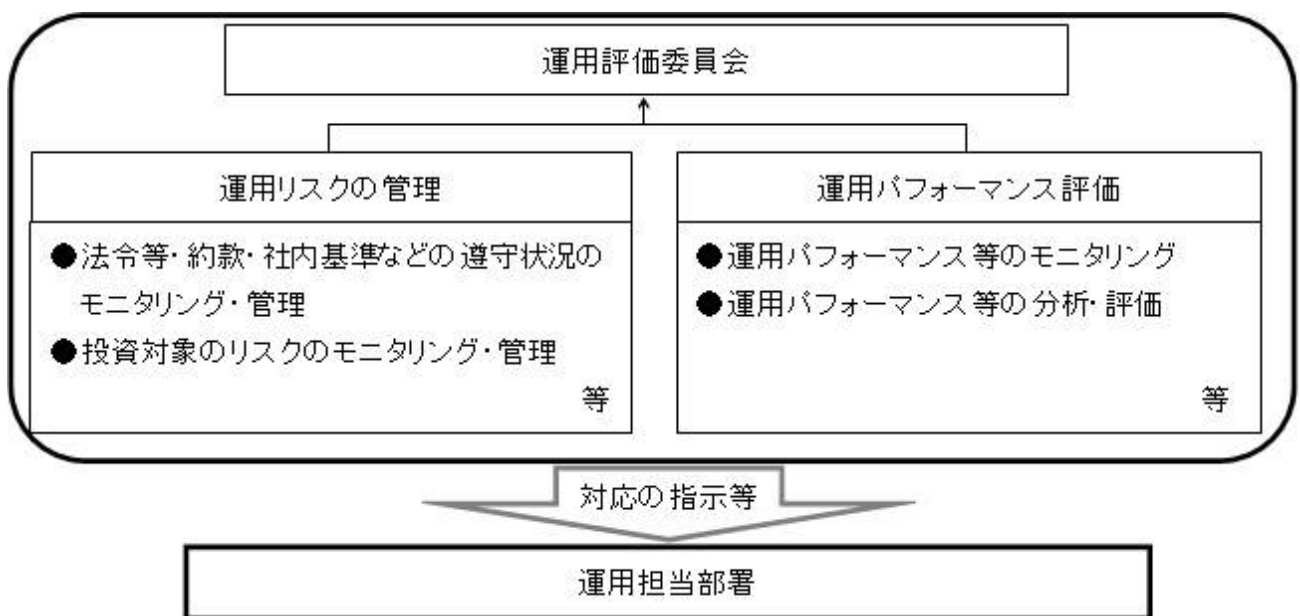 運用評価委員会
運用リスクの管理
●法令等・約款・社内基準などの遵守状況の
モニタリング・管理
●投資対象のリスクのモニタリング・管理
等
運用パフォーマンス評価
●運用パフォーマンス等のモニタリング
●運用パフォーマンス等の分析・評価
等
対応の指示等
運用担当部署